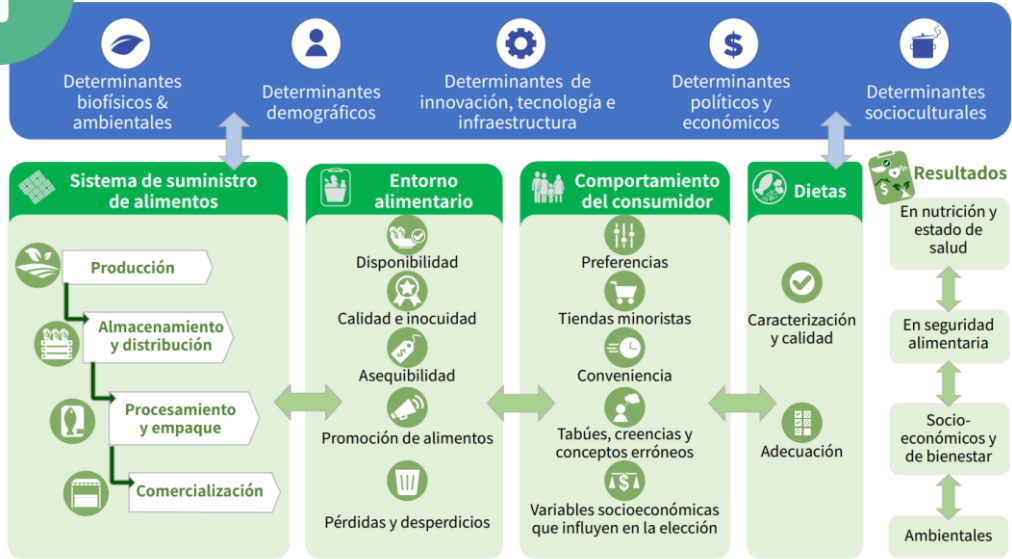 Determinantes
biofísicos &
ambientales
Determinantes
demográficos
Determinantes de
innovación, tecnología e
infraestructura
Determinantes
políticos y
económicos
Determinantes
socioculturales
Sistema de suministro
de alimentos
Producción
Almacenamiento
y distribución
Procesamiento
y empaque
Comercialización
Entorno
alimentario
Disponibilidad
Calidad e inocuidad
Asequibilidad
Promoción de alimentos
Pérdidas y desperdicios
Comportamiento
del consumidor
Preferencias
Tiendas minoristas
Conveniencia
Tabúes, creencias y
conceptos erróneos
Variables socioeconómicas
que influyen en la elección
Dietas
Caracterización
y calidad
Adecuación
Resultados
En nutrición y
estado de
salud
En seguridad
alimentaria
Socio-
económicos y
de bienestar
Ambientales